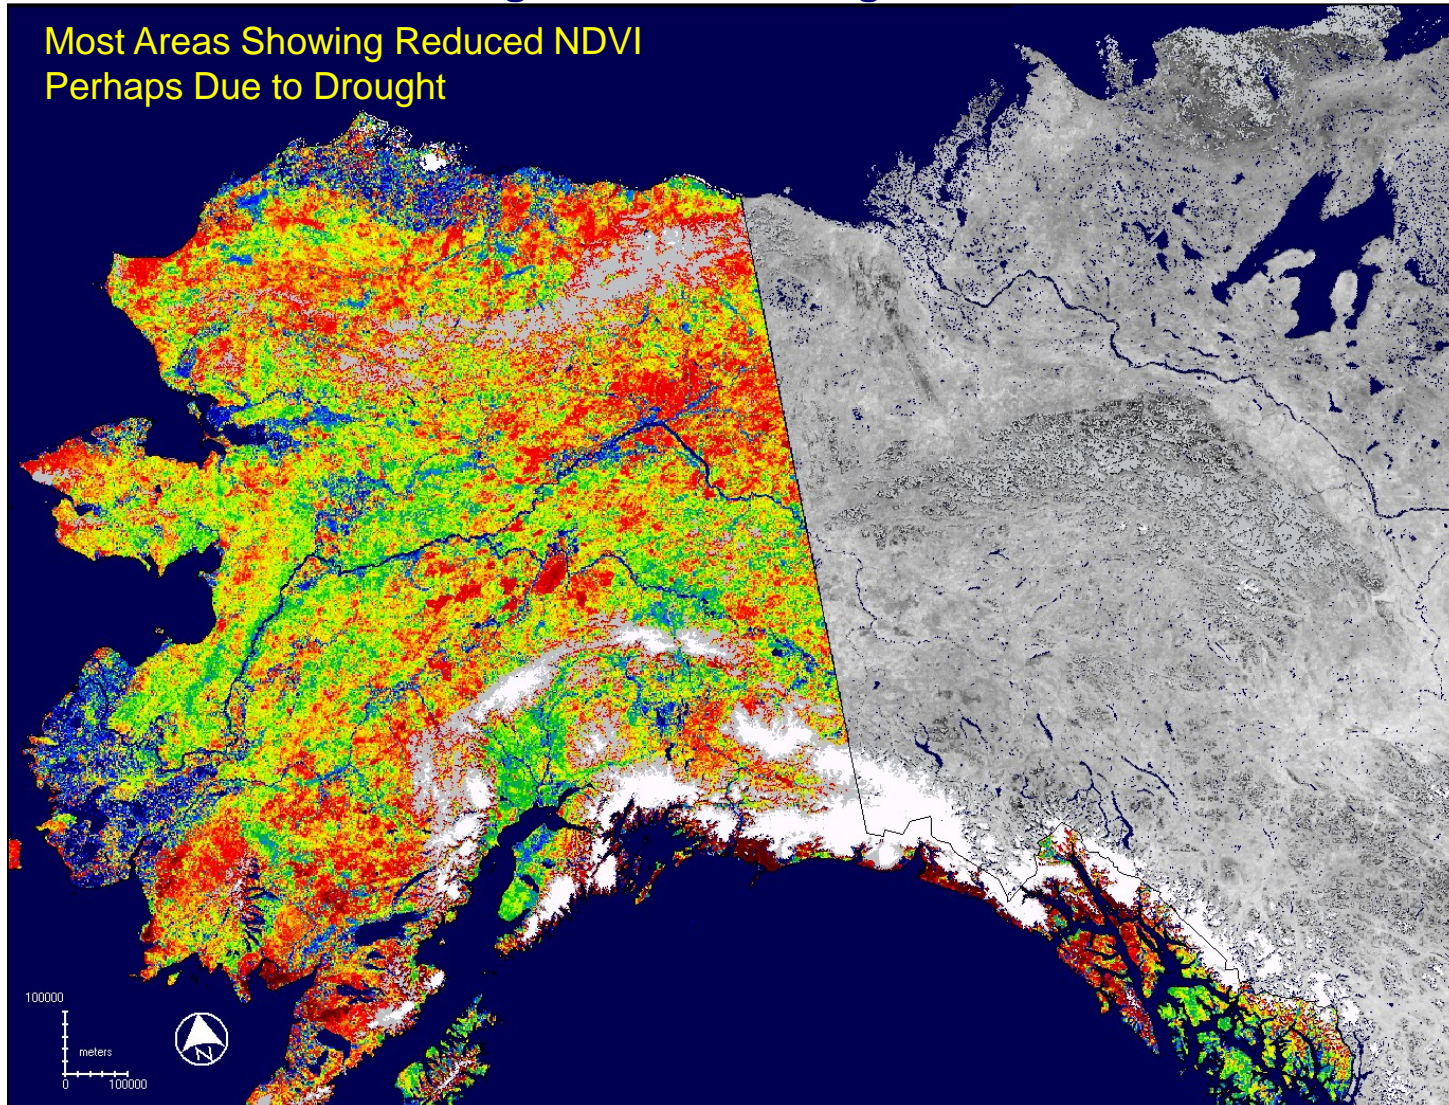 Most Areas Showing Reduced NDVI
Perhaps Due to Drought
100000
meters
0 100000
N